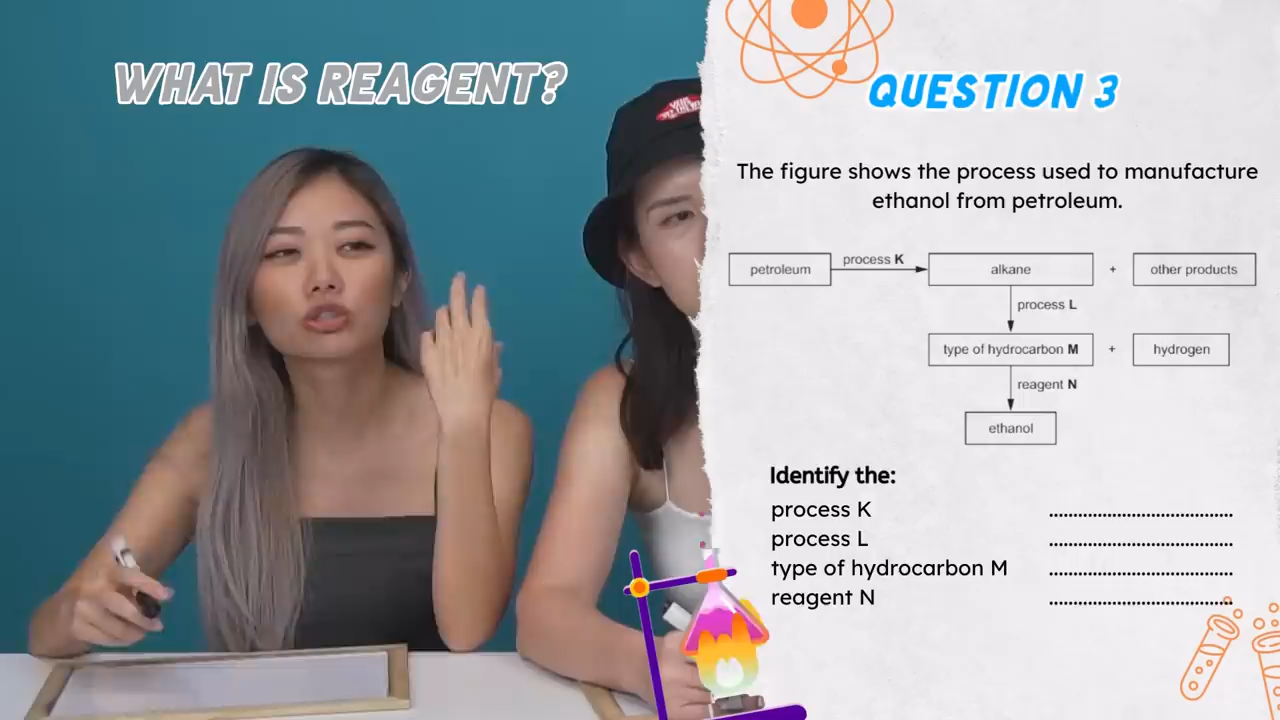 WHAT IS REAGENT?
QUESTION 3
The figure shows the process used to manufacture
ethanol from petroleum.
petroleum
process K
alkane
+
other products
process L
type of hydrocarbon M
+
hydrogen
reagent N
ethanol
Identify the:
process K ....................................
process L ....................................
type of hydrocarbon M ....................................
reagent N ....................................